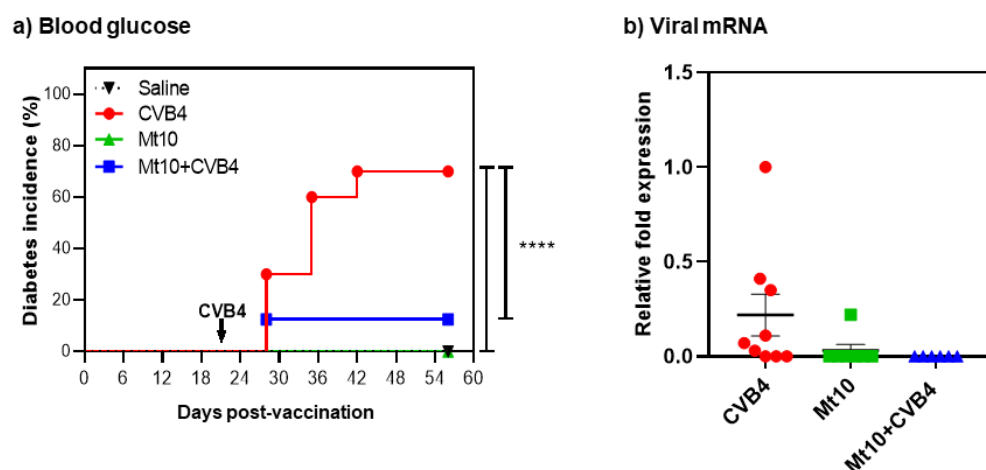 a) Blood glucose
Diabetes incidence (%)
100
80
60
40
20
0
Saline
CVB4
Mt10
Mt10+CVB4
CVB4
****
0 6 12 18 24 30 36 42 48 54 60
Days post-vaccination
b) Viral mRNA
Relative fold expression
1.5
1.0
0.5
0.0
CVB4
Mt10
Mt10+CVB4